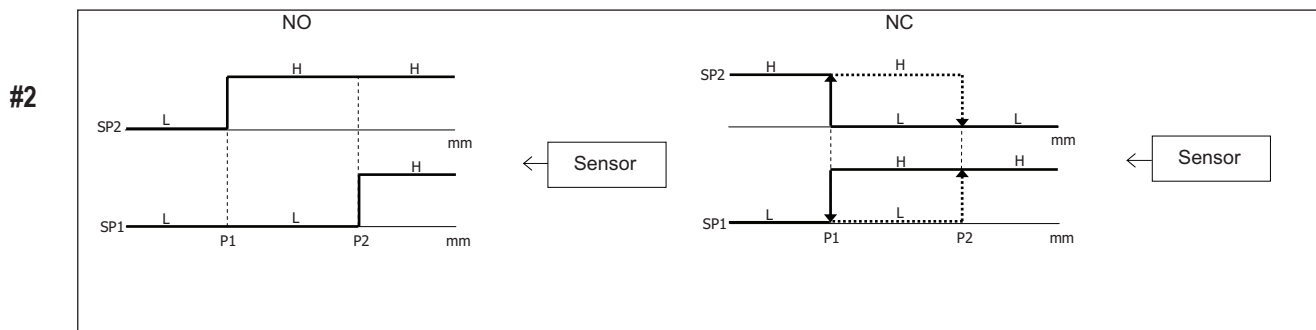 NO NC
H H
#2
L
SP2
mm
Sensor
H
L L
SP1
P1 P2 mm
H H
SP2
L L
mm
Sensor
H H
L L
SP1
P1 P2 mm